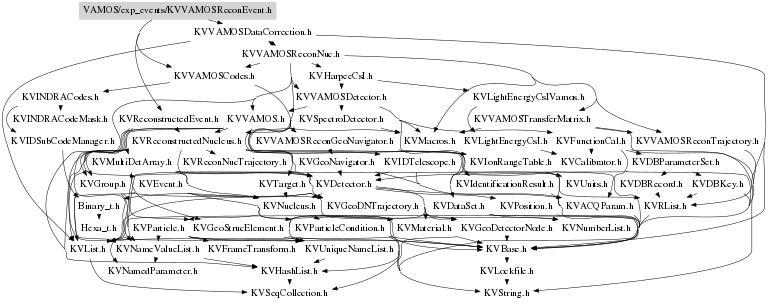 VAMOS/exp_events/KVVAMOSReconEvent.h
KVVAMOSDataCorrection.h
KVVAMOSReconNuc.h
KVVAMOSCodes.h KVHarpeeCsI.h
KVINDRACodes.h KVVAMOSDetector.h KVLightEnergyCsIVamos.h
KVINDRACodeMask.h KVReconstructedEvent.h KVVAMOS.h KVSpectroDetector.h KVVAMOSTransferMatrix.h
KVIDSubCodeManager.h KVReconstructedNucleus.h KVVAMOSReconGeoNavigator.h KVMacros.h KVLightEnergyCsI.h KVFunctionCal.h KVVAMOSReconTrajectory.h
KVMultiDetArray.h KVReconNucTrajectory.h KVGeoNavigator.h KVIDTelescope.h KVIonRangeTable.h KVCalibrator.h KVDBParameterSet.h
KVGroup.h KVEvent.h KVTarget.h KVDetector.h KVIdentificationResult.h KVUnits.h KVDBRecord.h KVDBKey.h
Binary_t.h KVNucleus.h KVGeoDNTrajectory.h KVDataSet.h KVPosition.h KVACQParam.h KVRList.h
Hexa_t.h KVParticle.h KVGeoStrucElement.h KVParticleCondition.h KVMaterial.h KVGeoDetectorNode.h KVNumberList.h
KVList.h KVNameValueList.h KVFrameTransform.h KVUniqueNameList.h KVBase.h
KVNamedParameter.h KVHashList.h KVLockfile.h
KVSeqCollection.h KVString.h